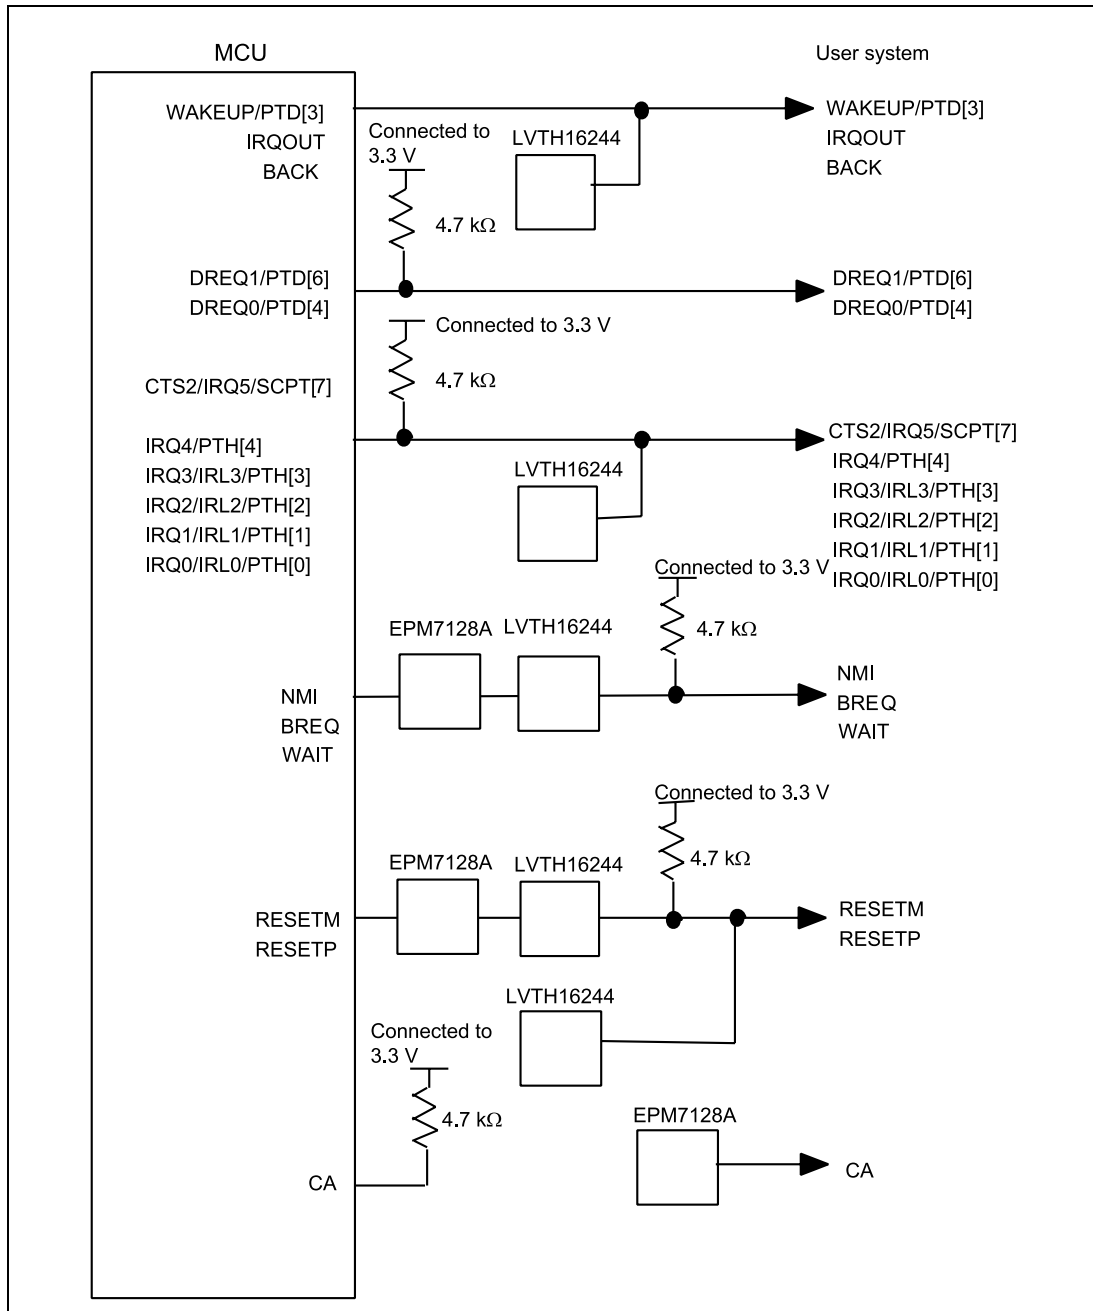 MCU
User system
WAKEUP/PTD[3]
IRQOUT
BACK
Connected to
3.3 V
LVTH16244
WAKEUP/PTD[3]
IRQOUT
BACK
4.7 kΩ
DREQ1/PTD[6]
DREQ0/PTD[4]
DREQ1/PTD[6]
DREQ0/PTD[4]
Connected to 3.3 V
4.7 kΩ
CTS2/IRQ5/SCPT[7]
IRQ4/PTH[4]
IRQ3/IRL3/PTH[3]
IRQ2/IRL2/PTH[2]
IRQ1/IRL1/PTH[1]
IRQ0/IRL0/PTH[0]
LVTH16244
CTS2/IRQ5/SCPT[7]
IRQ4/PTH[4]
IRQ3/IRL3/PTH[3]
IRQ2/IRL2/PTH[2]
IRQ1/IRL1/PTH[1]
IRQ0/IRL0/PTH[0]
Connected to 3.3 V
4.7 kΩ
EPM7128A
LVTH16244
NMI
BREQ
WAIT
NMI
BREQ
WAIT
Connected to 3.3 V
4.7 kΩ
EPM7128A
LVTH16244
RESETM
RESETP
RESETM
RESETP
LVTH16244
Connected to
3.3 V
4.7 kΩ
CA
EPM7128A
CA